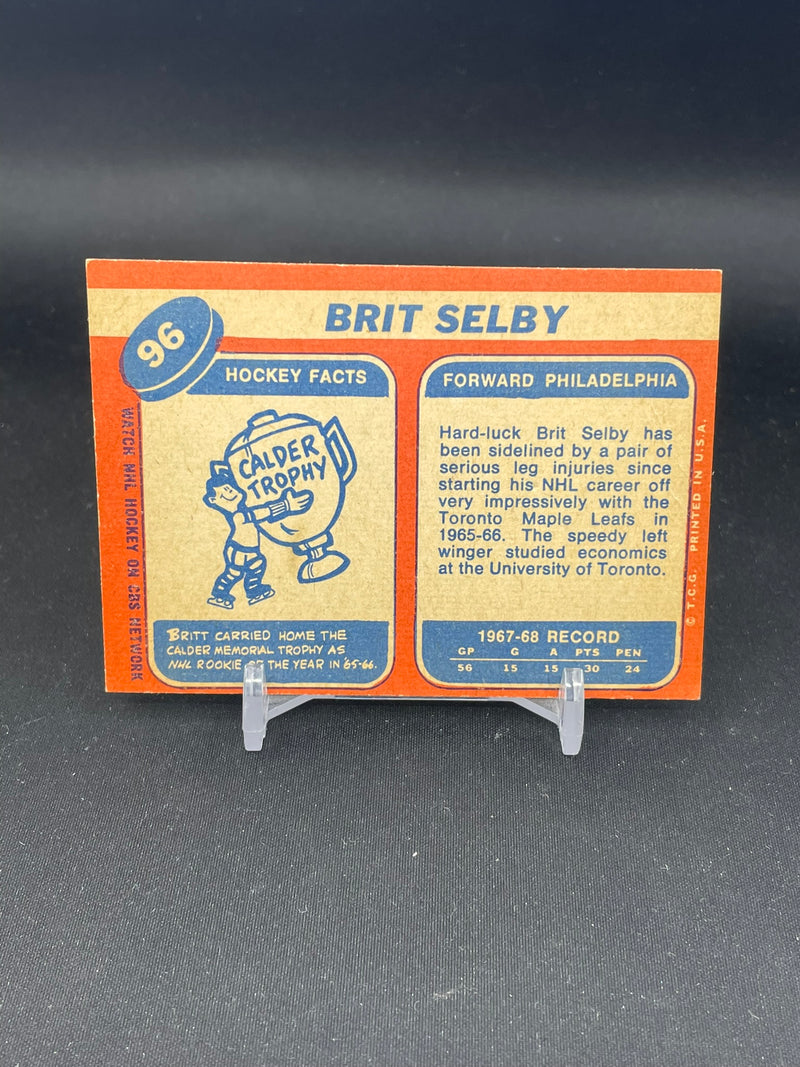 96
BRIT SELBY
HOCKEY FACTS
CALDER
TROPHY
BRITT CARRIED HOME THE
CALDER MEMORIAL TROPHY AS
NHL ROOKIE OF THE YEAR IN '65-66.
WATCH NHL HOCKEY ON CBS NETWORK
FORWARD PHILADELPHIA
Hard-luck Brit Selby has
been sidelined by a pair of
serious leg injuries since
starting his NHL career off
very impressively with the
Toronto Maple Leafs in
1965-66. The speedy left
winger studied economics
at the University of Toronto.
1967-68 RECORD
GP G A PTS PEN
56 15 15 30 24
© T.C.G. PRINTED IN U.S.A.